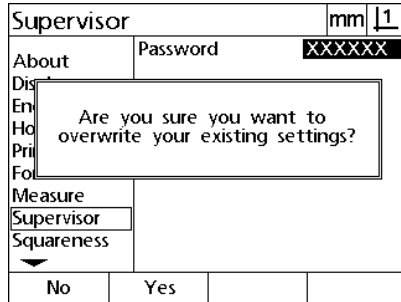 Supervisor mm 1
Password XXXXXX
About
Are you sure you want to
overwrite your existing settings?
Measure
Supervisor
Squareness
No Yes